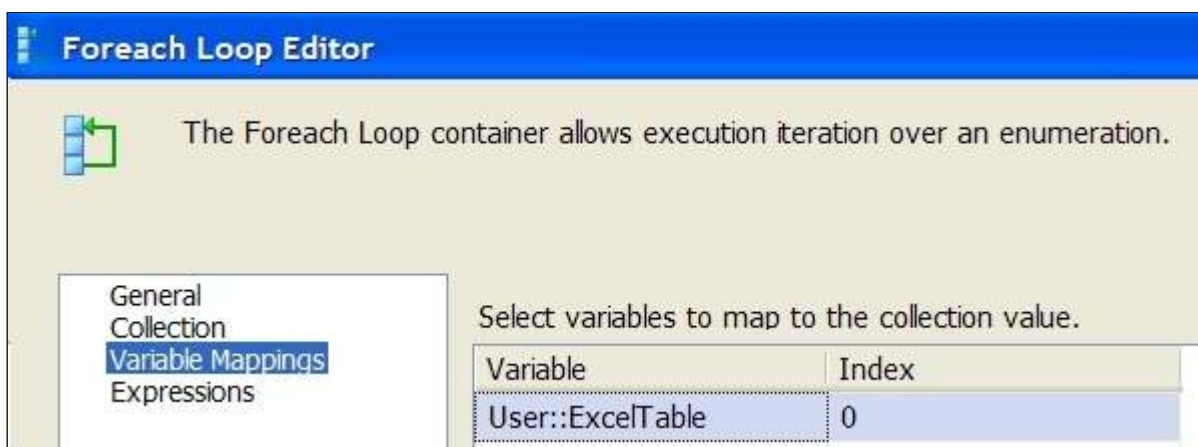 Foreach Loop Editor
The Foreach Loop container allows execution iteration over an enumeration.
General
Collection
Variable Mappings
Expressions
Select variables to map to the collection value.
Variable Index
User::ExcelTable 0